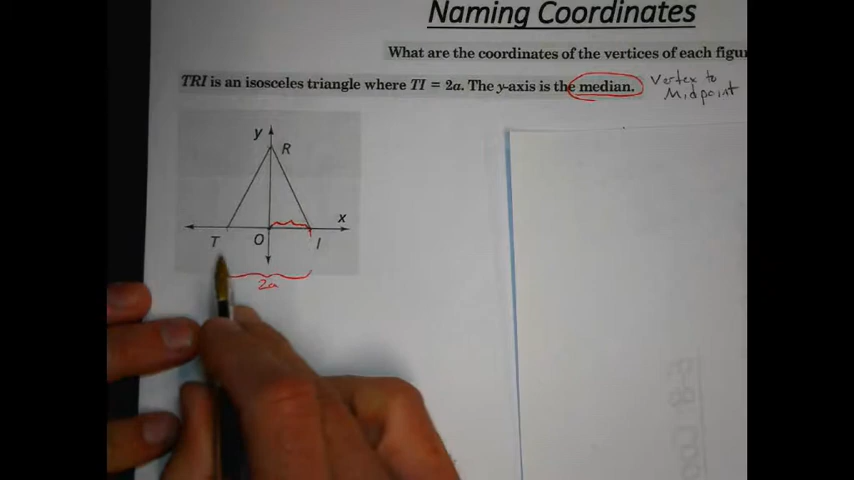 Naming Coordinates
What are the coordinates of the vertices of each figur
TRI is an isosceles triangle where TI = 2a. The y-axis is the median.
Vertex to
Midpoint
y
R
x
T
O
I
2a